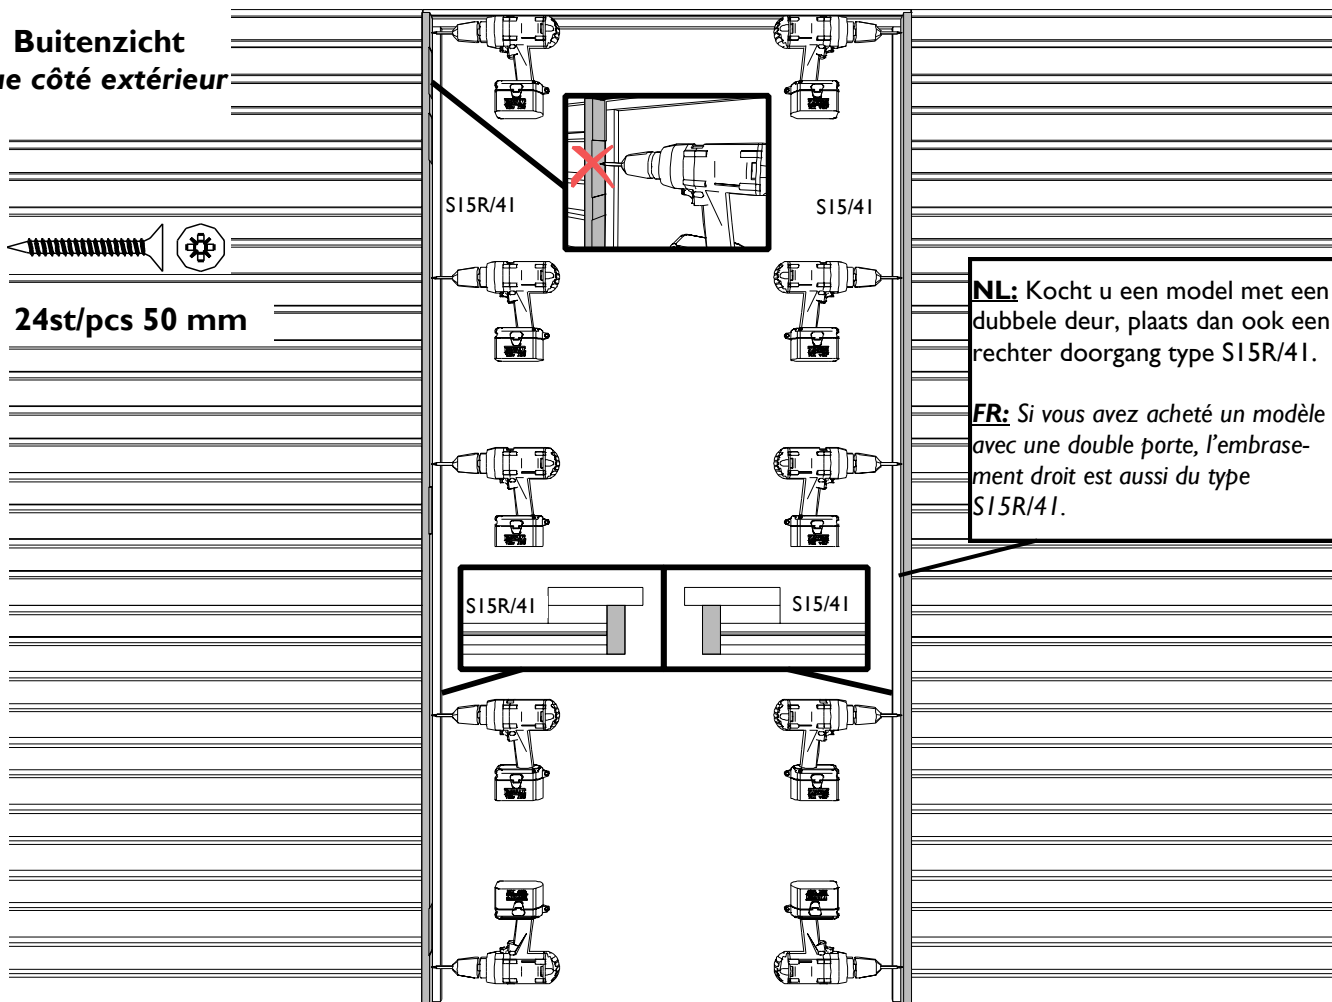 Buitenzicht
ue côté extérieur
S15R/41
S15/41
24st/pcs 50 mm
NL: Kocht u een model met een
dubbele deur, plaats dan ook een
rechter doorgang type S15R/41.
FR: Si vous avez acheté un modèle
avec une double porte, l'embrase-
ment droit est aussi du type
S15R/41.
S15R/41
S15/41